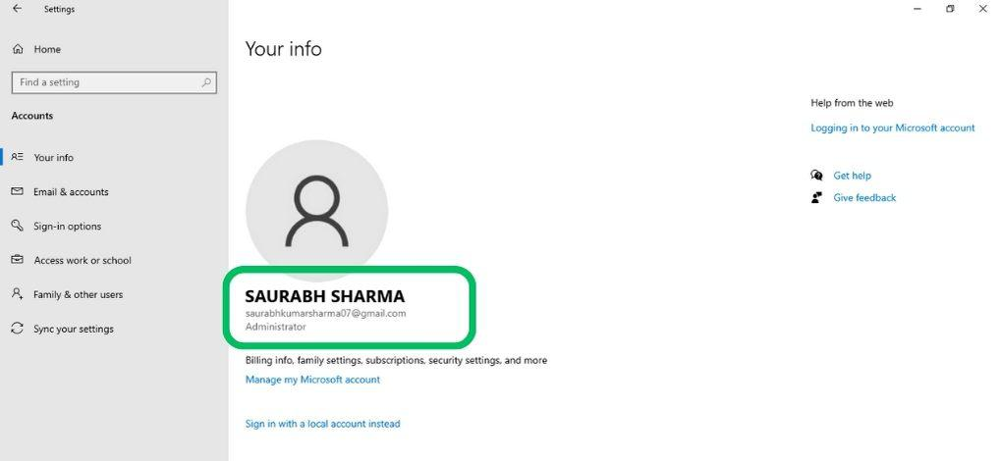 Settings
Home
Find a setting
Accounts
Your info
Email & accounts
Sign-in options
Access work or school
Family & other users
Sync your settings
Your info
SAURABH SHARMA
saurabhkumarsharma07@gmail.com
Administrator
Billing info, family settings, subscriptions, security settings, and more
Manage my Microsoft account
Sign in with a local account instead
Help from the web
Logging in to your Microsoft account
Get help
Give feedback